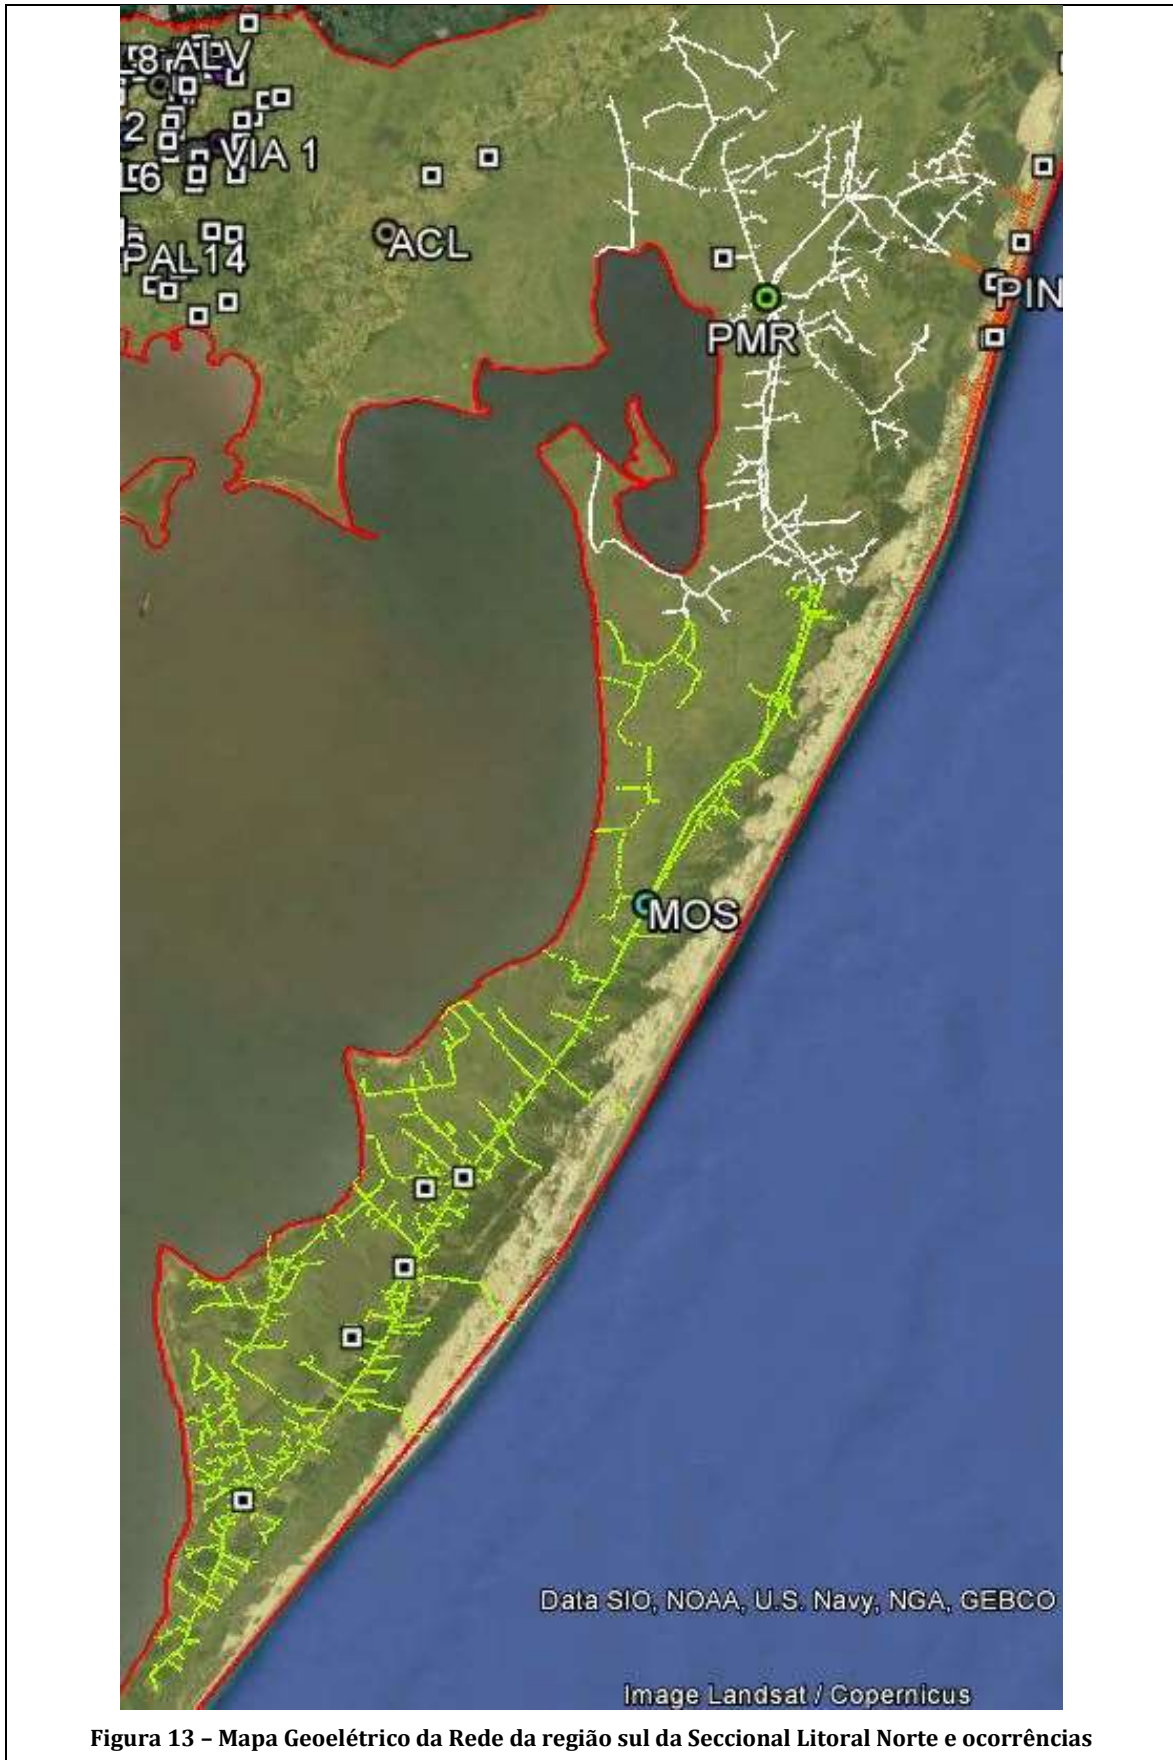 ALV
2
VIA 1
ACL
PAL14
PIN
PMR
MOS
Data SIO, NOAA, U.S. Navy, NGA, GEBCO
Image Landsat / Copernicus
Figura 13 – Mapa Geoelétrico da Rede da região sul da Seccional Litoral Norte e ocorrências